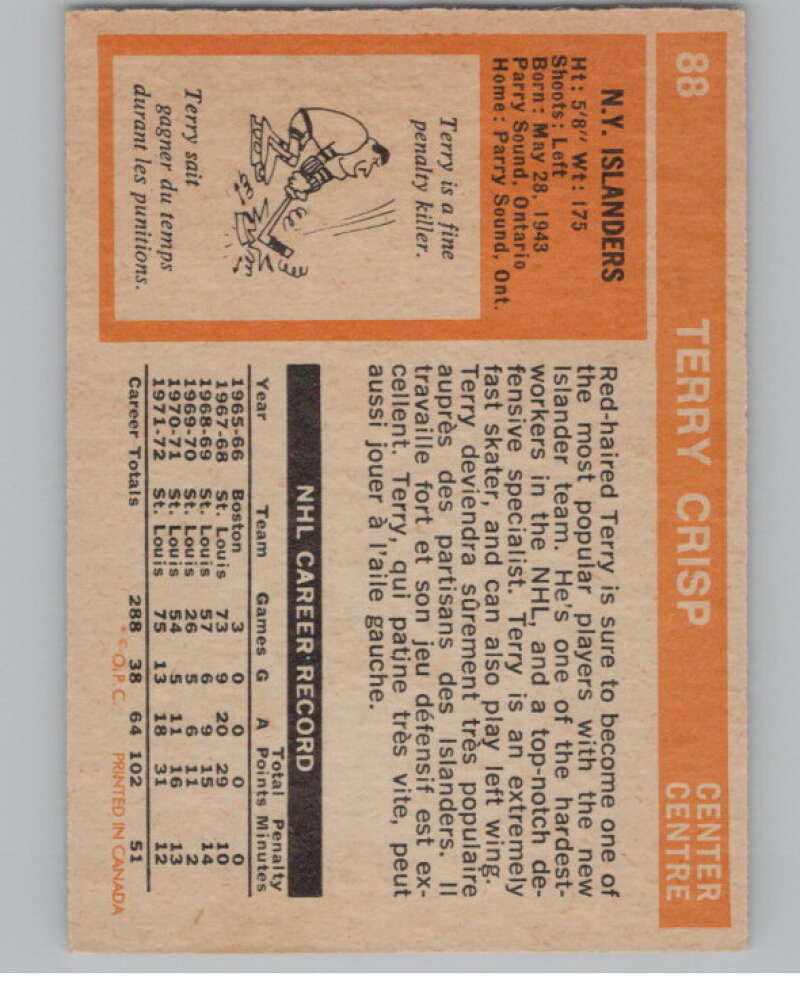 88 TERRY CRISP CENTER
CENTRE
N.Y. ISLANDERS
Ht: 5'8" Wt: 175
Shoots: Left
Born: May 28, 1943
Parry Sound, Ontario
Home: Parry Sound, Ont.
Terry is a fine
penalty killer.
Terry sait
gagner du temps
durant les punitions.
Red-haired Terry is sure to become one of
the most popular players with the new
Islander team. He's one of the hardest-
workers in the NHL, and a top-notch de-
fensive specialist. Terry is an extremely
fast skater, and can also play left wing.
Terry deviendra sûrement très populaire
auprès des partisans des Islanders. Il
travaille fort et son jeu défensif est ex-
cellent. Terry, qui patine très vite, peut
aussi jouer à l'aile gauche.
NHL CAREER RECORD
Total Penalty
Year Team Games G A Points Minutes
1965-66 Boston 3 0 0 0 0
1967-68 St. Louis 73 9 20 29 10
1968-69 St. Louis 57 6 9 15 14
1969-70 St. Louis 26 5 6 11 2
1970-71 St. Louis 54 5 11 16 13
1971-72 St. Louis 75 13 18 31 12
Career Totals 288 38 64 102 51
* © O.P.C. PRINTED IN CANADA